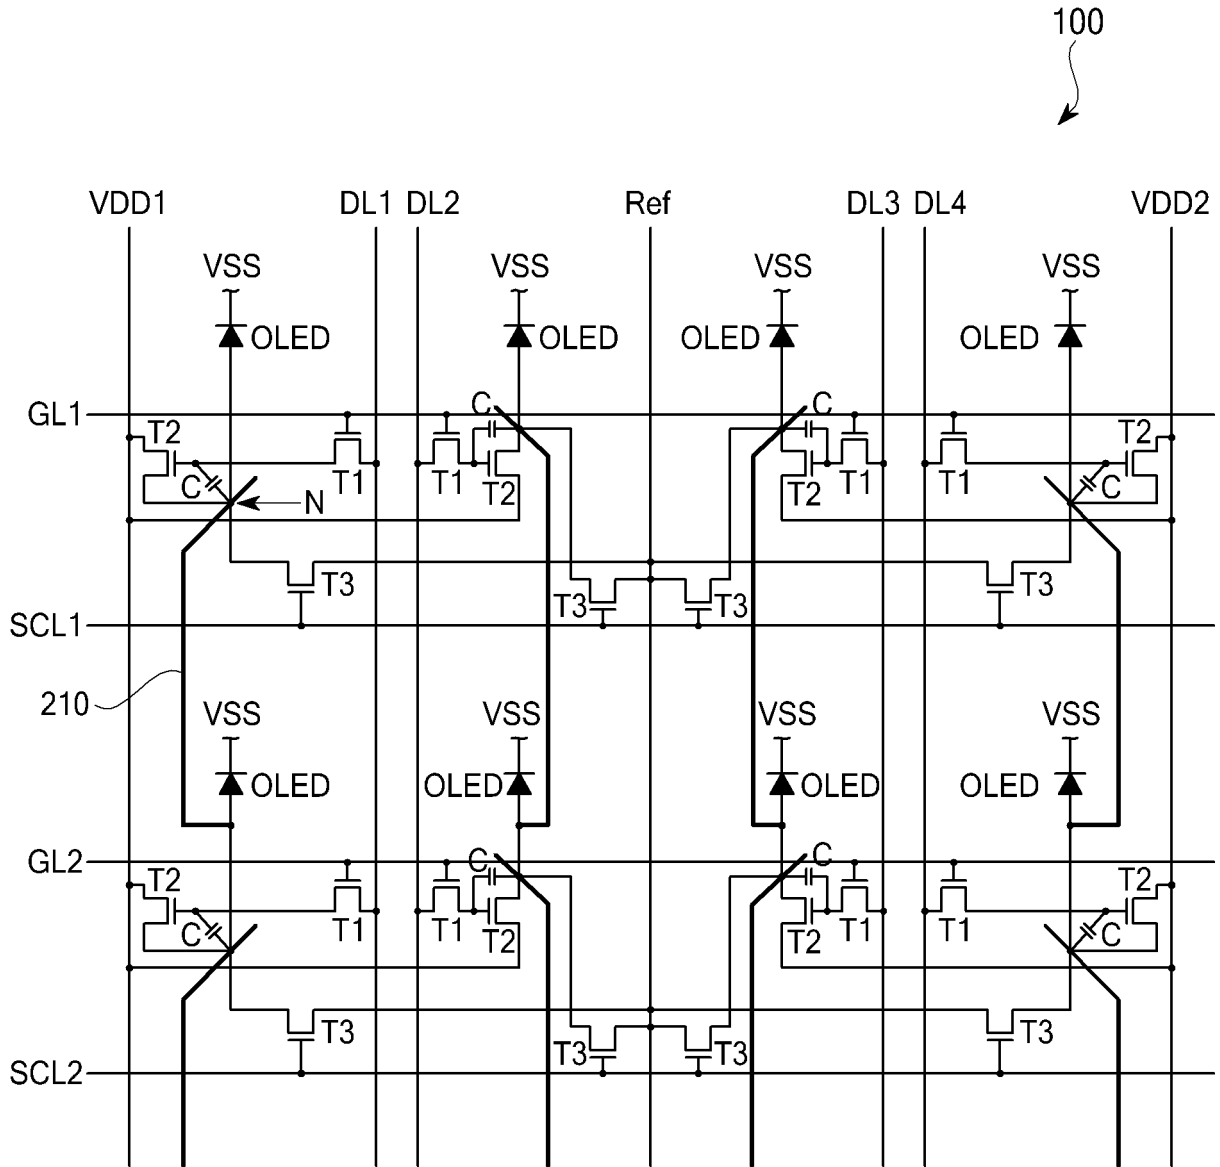 100
VDD1 DL1 DL2 Ref DL3 DL4 VDD2
VSS VSS VSS VSS
OLED OLED OLED OLED
GL1 C C
T2 T2
T1 T1 T1 T1
C T2 T2 C
N
T3 T3 T3 T3
SCL1
210
VSS VSS VSS VSS
OLED OLED OLED OLED
GL2 C C
T2 T2
T1 T1 T1 T1
C T2 T2 C
T3 T3 T3 T3
SCL2